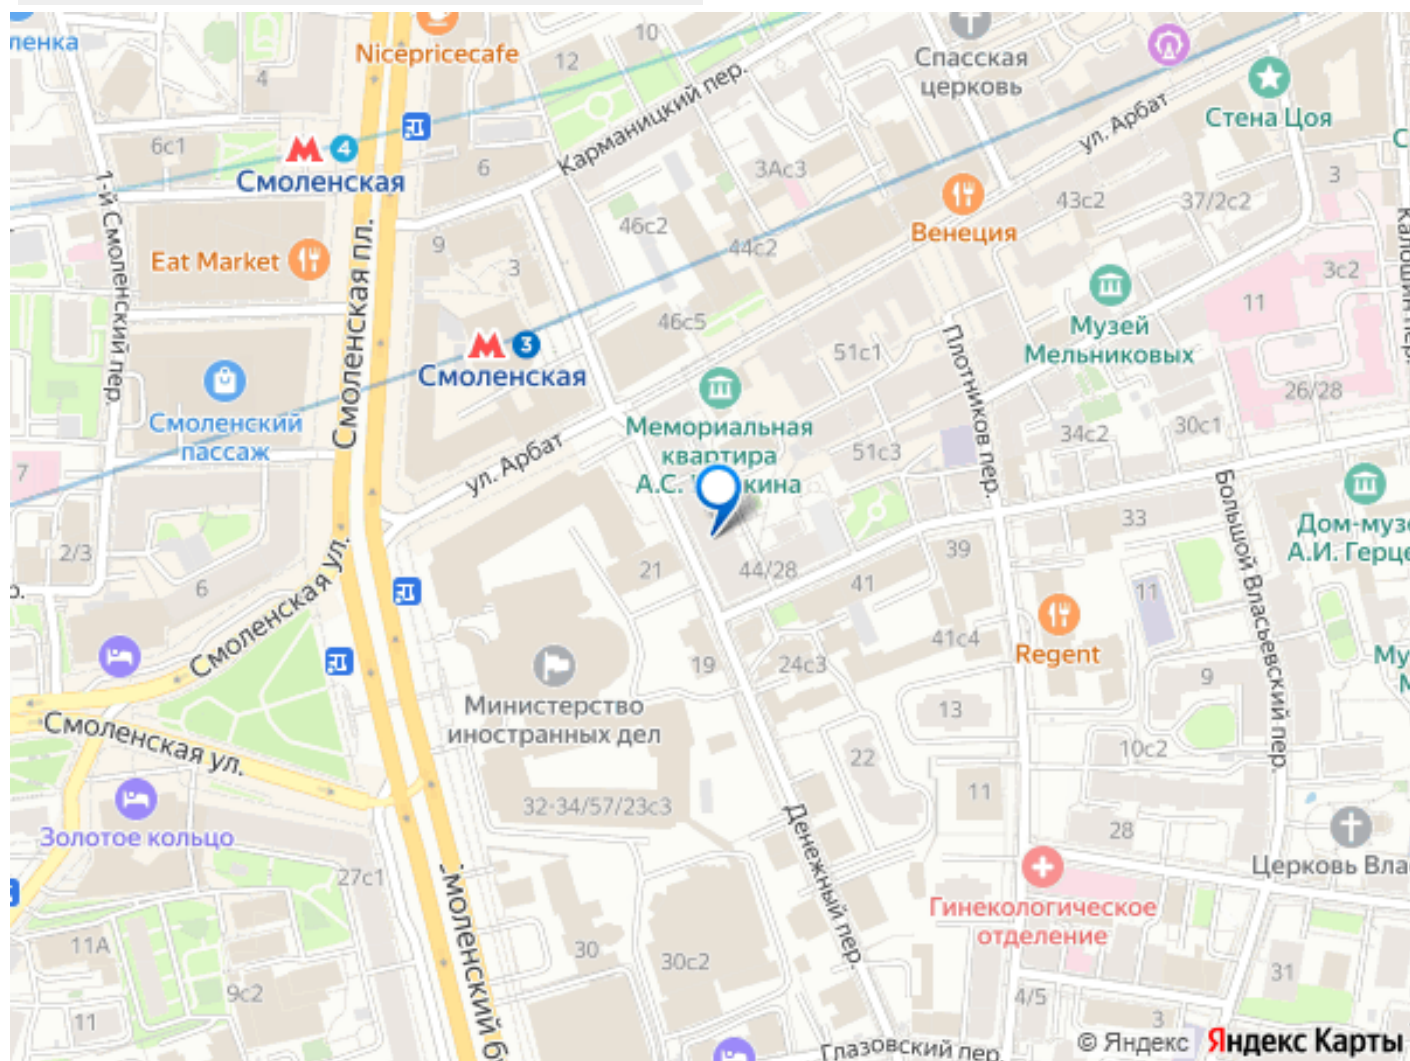 ленка
Nicepricecafe
10
12
4
Спасская
церковь
Стена Цоя
ул. Арбат
Карманицкий пер.
6с1
4
Смоленская
6
3Ас3
3
1-й Смоленский пер.
46с2
Венеция
43с2
37/2с2
Смоленская пл.
9
3
44с2
Eat Market
3с2
11
46с5
Музей
Мельниковых
3
Смоленская
51с1
Плотников пер.
26/28
Смоленский
пассаж
Мемориальная
квартира
51с3
34с2
30с1
ул. Арбат
7
Большой Власьевский пер.
33
Дом-музе
А.И. Герце
2/3
6
21
44/28
41
39
11
Смоленская ул.
Regent
41с4
19
24с3
9
Министерство
иностранных дел
13
Смоленская ул.
10с2
22
32-34/57/23с3
11
28
Золотое кольцо
Денежный пер.
27с1
Церковь Вла
Гинекологическое
отделение
11А
30
30с2
31
9с2
11
4/5
3
Глазовский пер.
© Яндекс Яндекс Карты